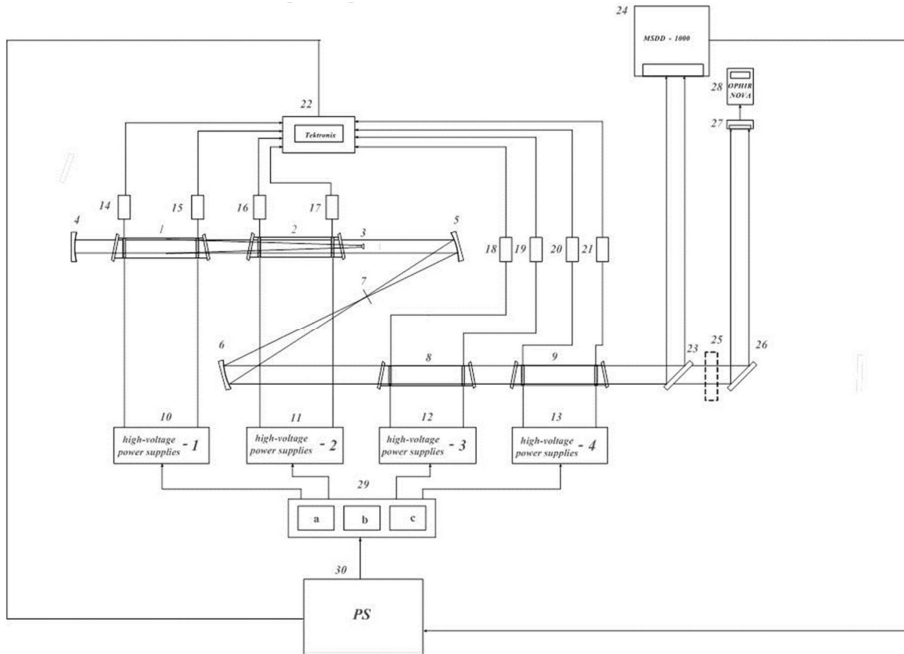 24
MSDD - 1000
28
OPHIR
NOVA
22
27
Tektronix
14
15
16
17
4
1
2
3
5
18
19
20
21
7
6
8
9
23
25
26
10
11
12
13
high-voltage
power supplies - 1
high-voltage
power supplies - 2
high-voltage
power supplies - 3
high-voltage
power supplies - 4
29
a
b
c
30
PS